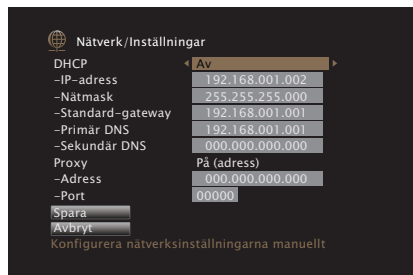 Nätverk/Inställningar
DHCP Av
–IP-adress 192.168.001.002
–Nätmask 255.255.255.000
–Standard-gateway 192.168.001.001
–Primär DNS 192.168.001.001
–Sekundär DNS 000.000.000.000
Proxy På (adress)
–Adress 000.000.000.000
–Port 00000
Spara
Avbryt
Konfigurera nätverksinställningarna manuellt